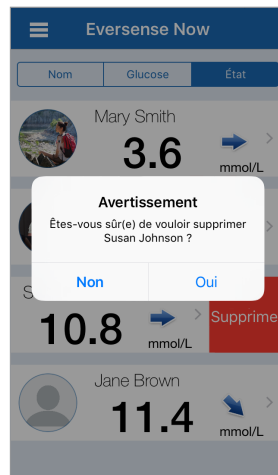 Eversense Now
Nom Glucose État
Mary Smith
3.6
mmol/L
Avertissement
Êtes-vous sûr(e) de vouloir supprimer
Susan Johnson ?
Non Oui
S
10.8
mmol/L
Supprime
Jane Brown
11.4
mmol/L